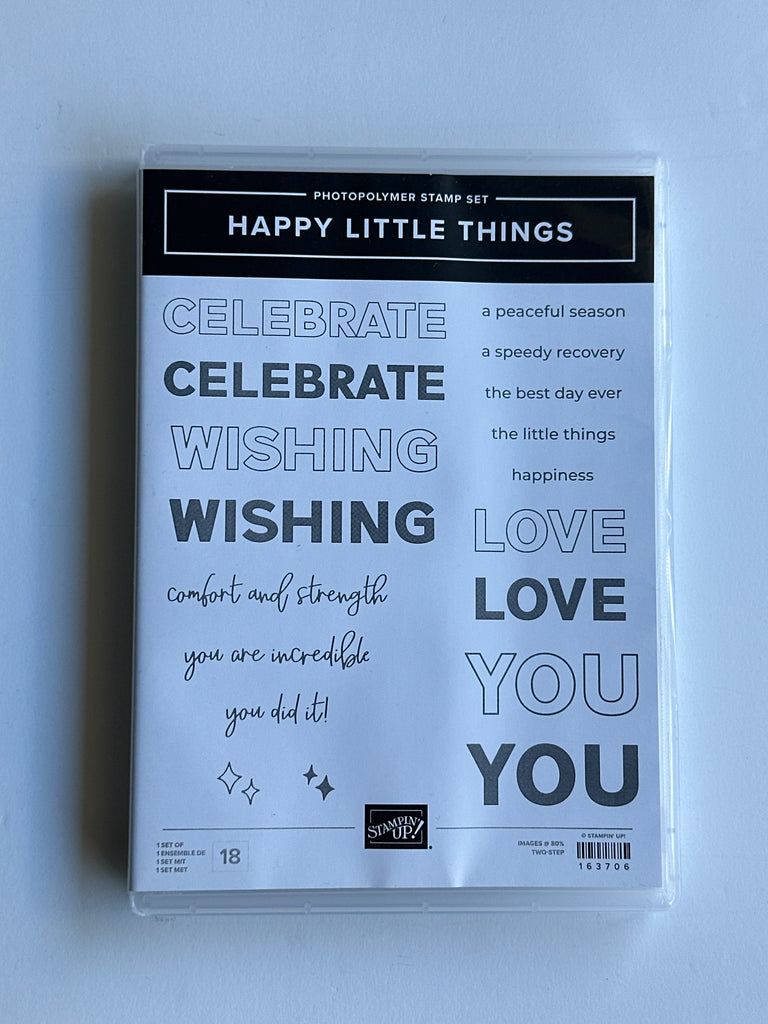 PHOTOPOLYMER STAMP SET
HAPPY LITTLE THINGS
CELEBRATE
CELEBRATE
WISHING
WISHING
comfort and strength
you are incredible
you did it!
a peaceful season
a speedy recovery
the best day ever
the little things
happiness
LOVE
LOVE
YOU
YOU
1 SET OF
1 ENSEMBLE DE
1 SET MIT
1 SET MET
18
STAMPIN'
UP!
IMAGES @ 80%
TWO-STEP
© STAMPIN' UP!
163706